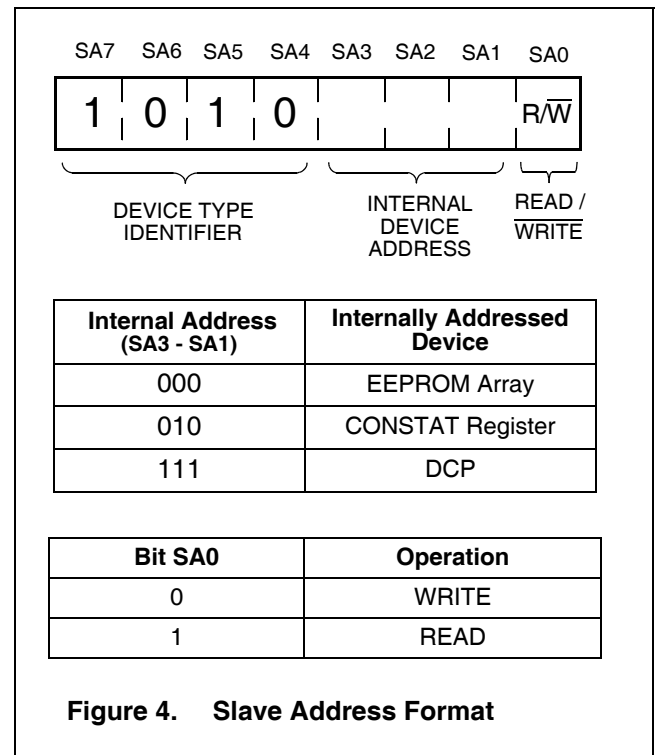 SA7 SA6 SA5 SA4 SA3 SA2 SA1 SA0
1 0 1 0 R/W̅
DEVICE TYPE IDENTIFIER
INTERNAL DEVICE ADDRESS
READ / W̅R̅I̅T̅E̅
Internal Address (SA3 - SA1) Internally Addressed Device
000 EEPROM Array
010 CONSTAT Register
111 DCP
Bit SA0 Operation
0 WRITE
1 READ
Figure 4. Slave Address Format